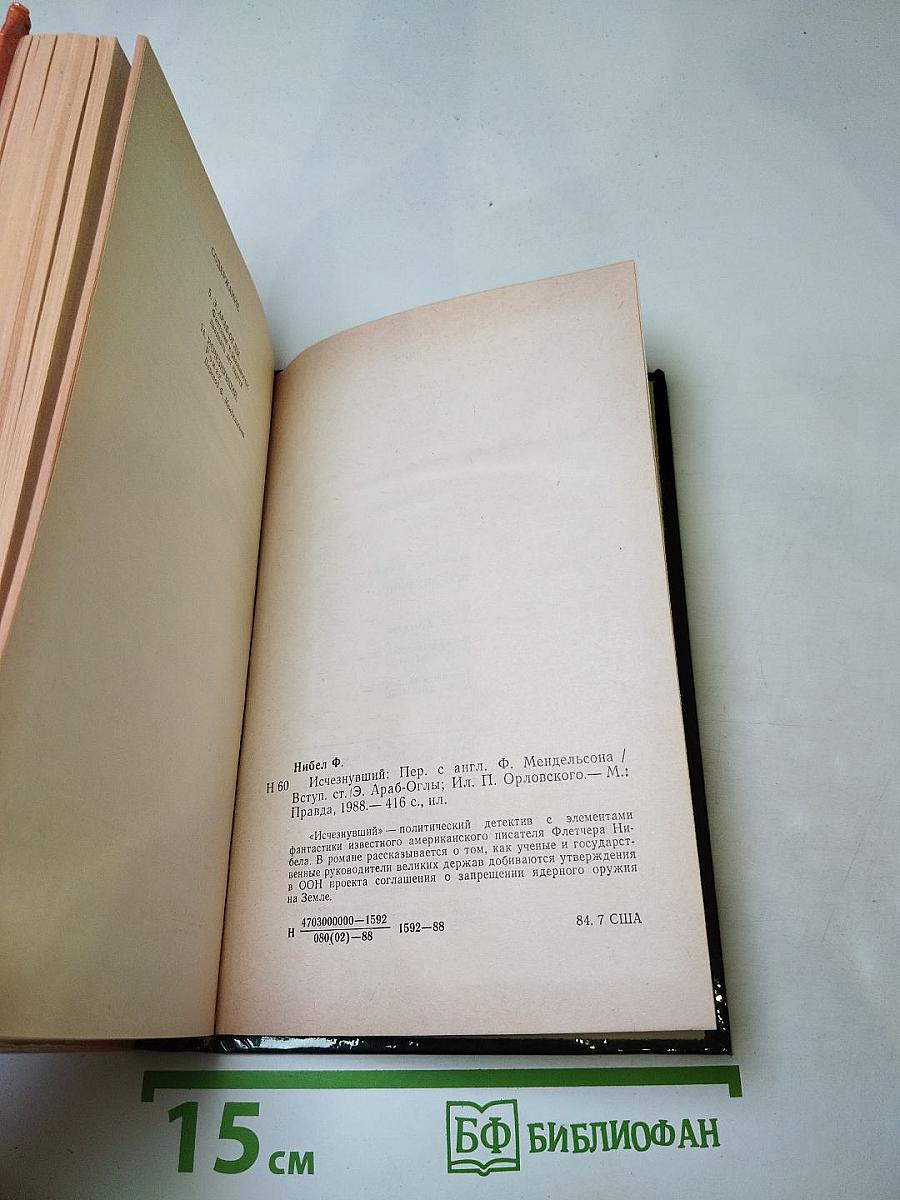 СОДЕРЖАНИЕ
Нибел Ф.
Н 60 Исчезнувший: Пер. с англ. Ф. Мендельсона /
Вступ. ст. Э. Араб-Оглы; Ил. П. Орловского.— М.:
Правда, 1988.— 416 с., ил.
«Исчезнувший» — политический детектив с элементами
фантастики известного американского писателя Флетчера Ни-
бела. В романе рассказывается о том, как ученые и государст-
венные руководители великих держав добиваются утверждения
в ООН проекта соглашения о запрещении ядерного оружия
на Земле.
Н 4703000000—1592
080(02)—88
1592—88
84. 7 США
15 см
БФ БИБЛИОФАН